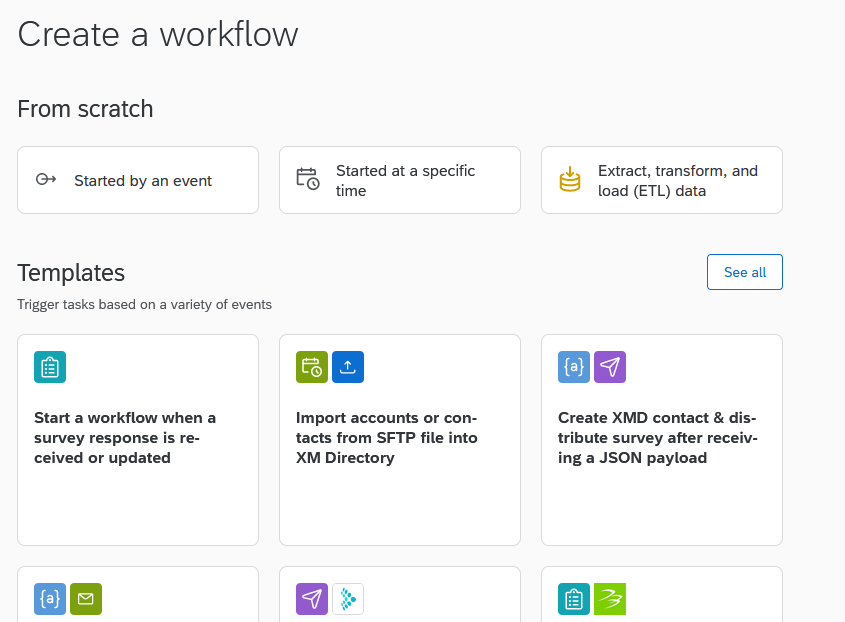 Create a workflow
From scratch
Started by an event
Started at a specific
time
Extract, transform, and
load (ETL) data
Templates
See all
Trigger tasks based on a variety of events
Start a workflow when a
survey response is re-
ceived or updated
Import accounts or con-
tacts from SFTP file into
XM Directory
{a}
Create XMD contact & dis-
tribute survey after receiv-
ing a JSON payload
{a}